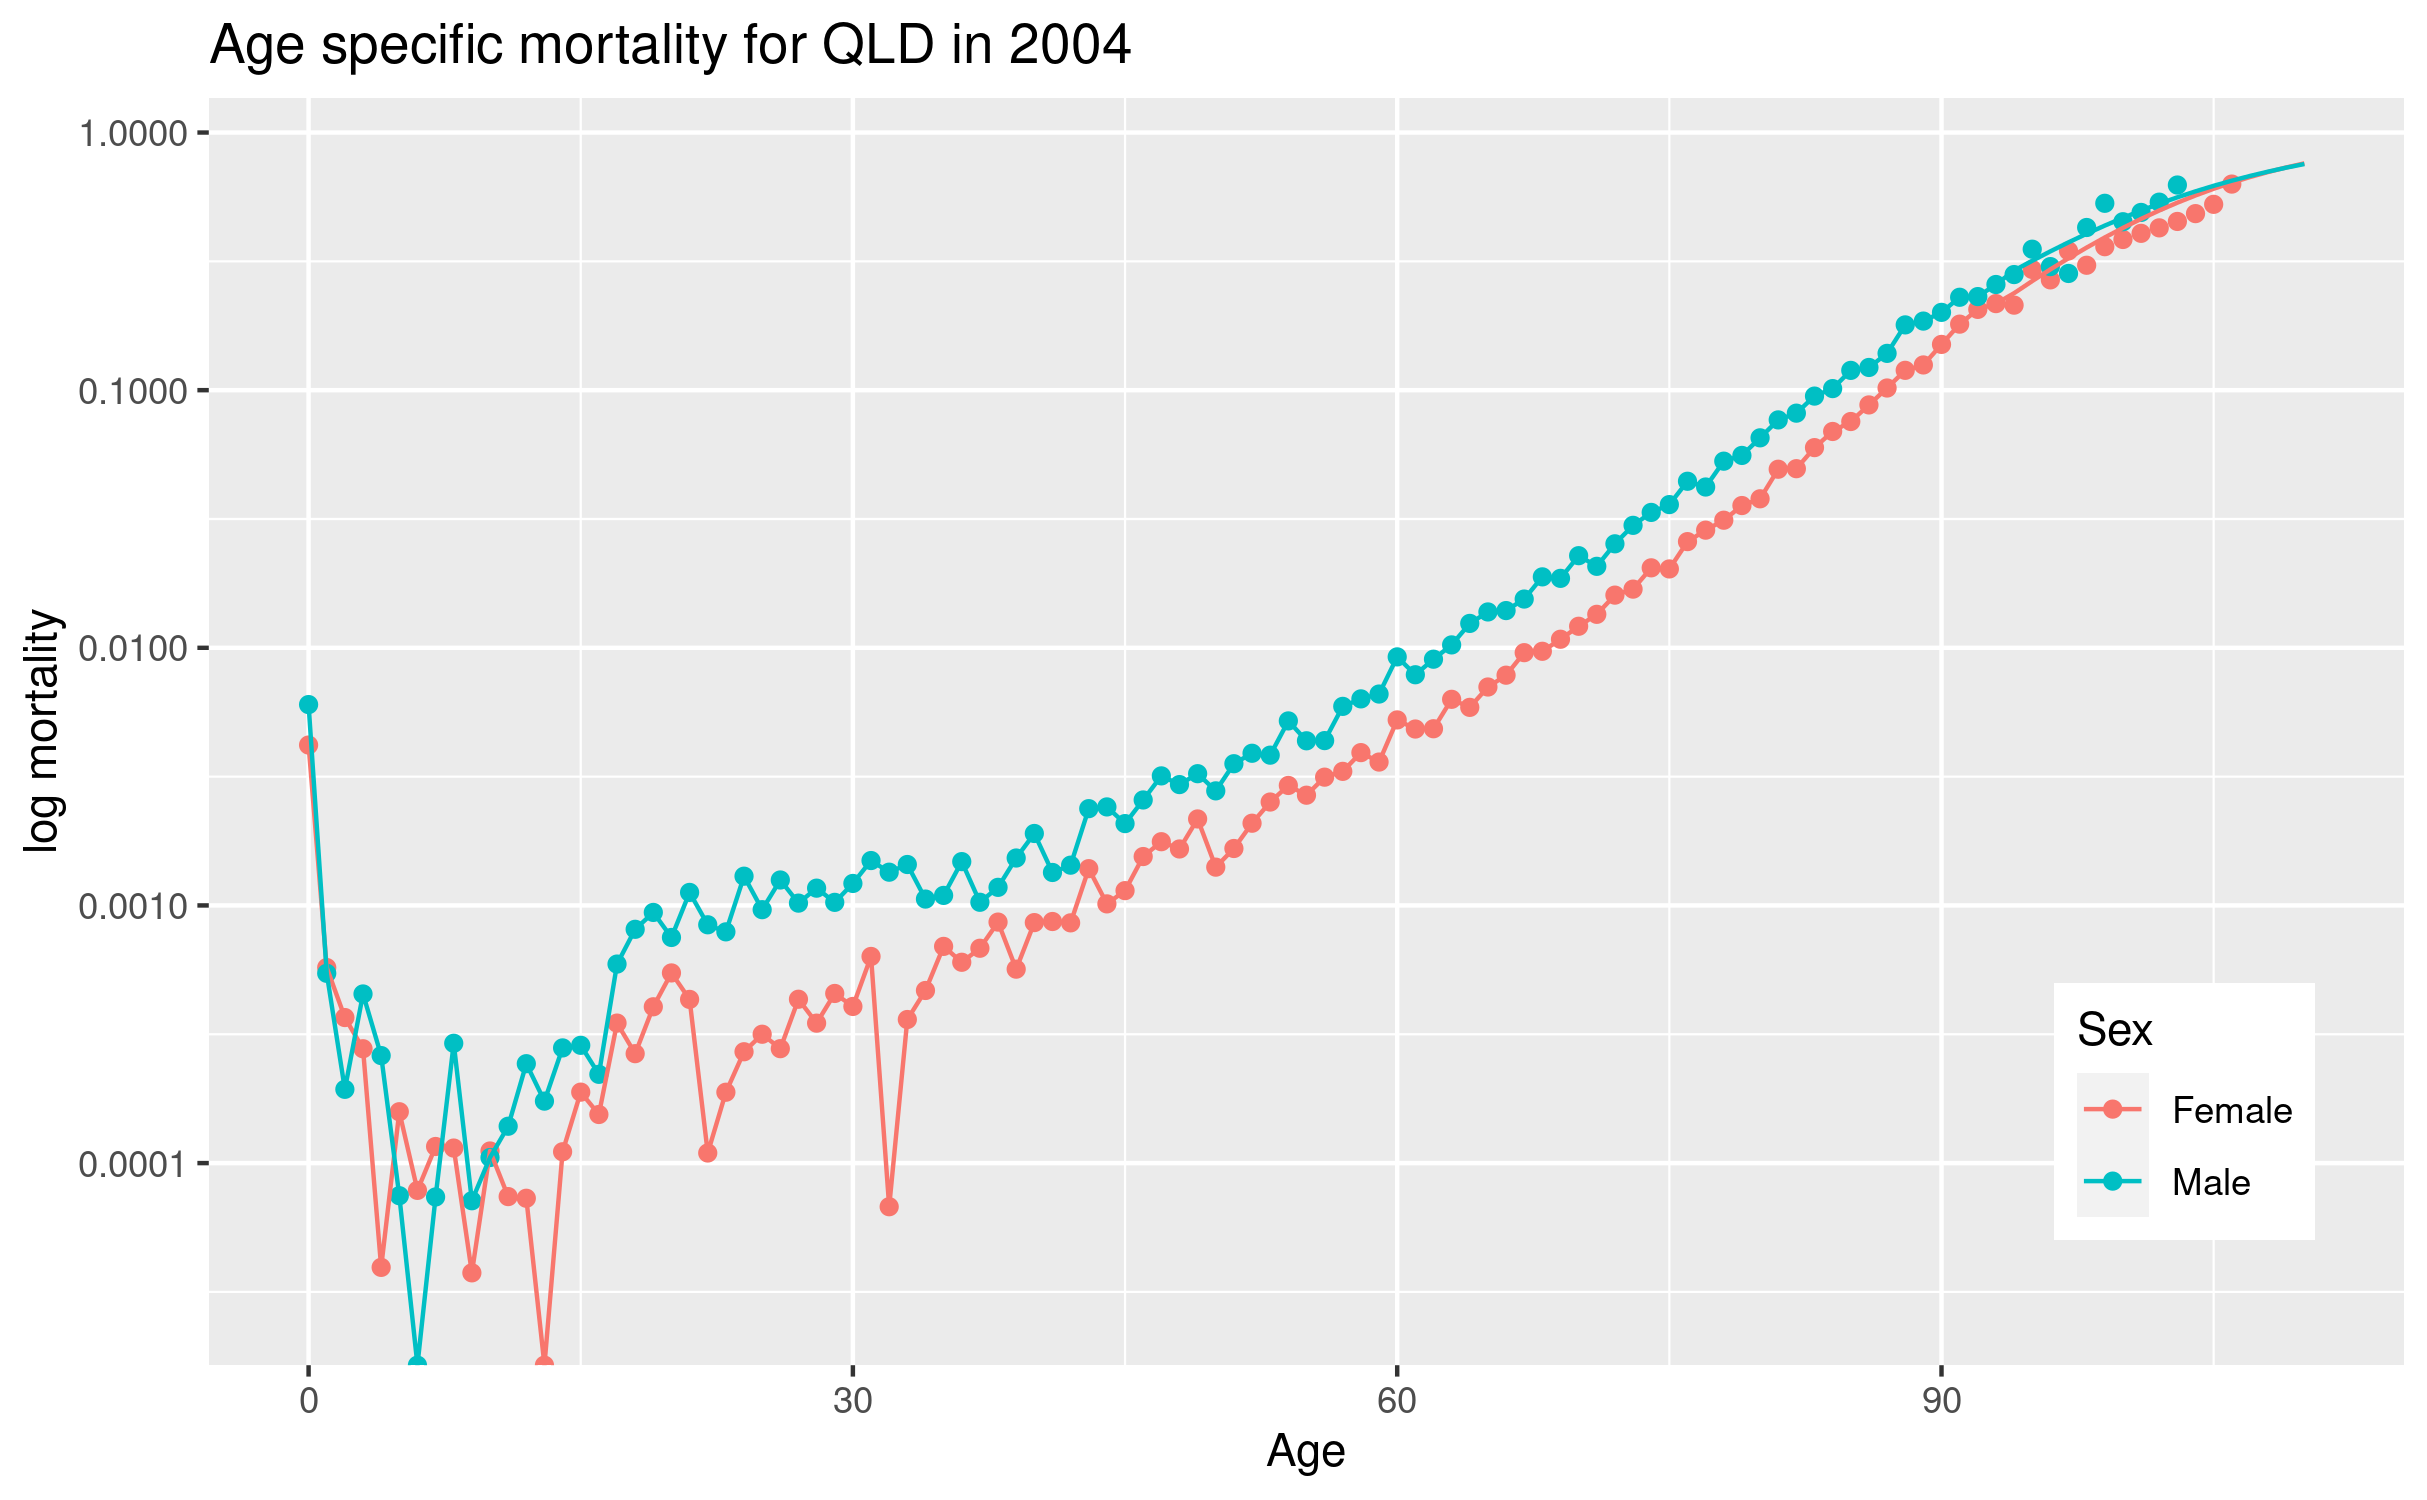 Age specific mortality for QLD in 2004
1.0000
0.1000
0.0100
0.0010
0.0001
log mortality
0
30
60
90
Age
Sex
Female
Male